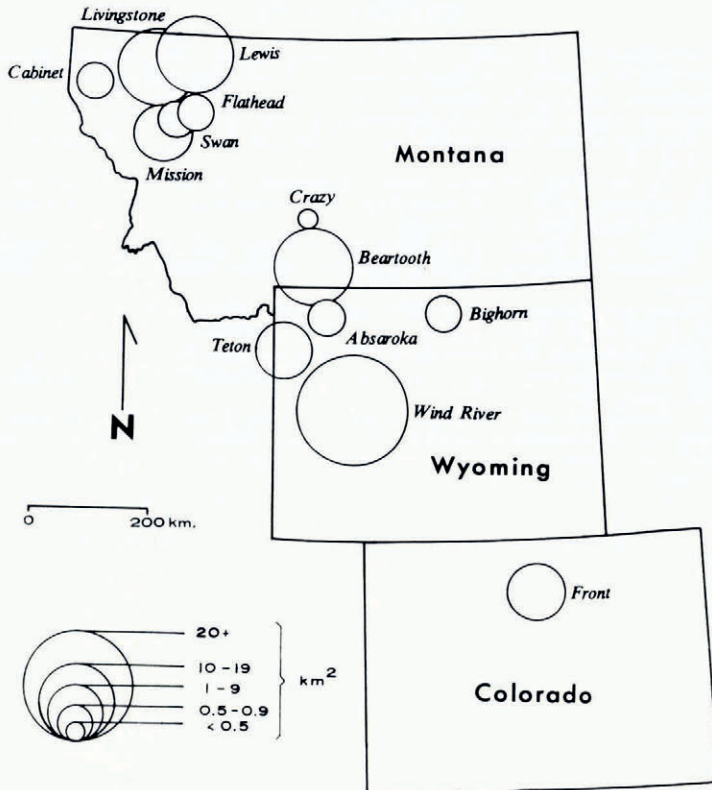 Livingstone
Lewis
Cabinet
Flathead
Swan
Mission
Montana
Crazy
Beartooth
Bighorn
Absaroka
Teton
Wind River
N
Wyoming
0 200 km.
Front
20+
10-19
km²
1-9
0.5-0.9
<0.5
Colorado